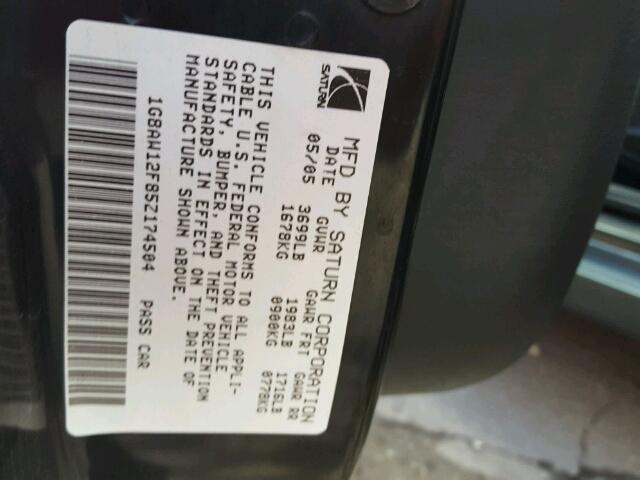 SATURN
MFD BY SATURN CORPORATION
DATE GVWR GAWR FRT GAWR RR
05/05 3699LB 1983LB 1716LB
1678KG 0900KG 0778KG
THIS VEHICLE CONFORMS TO ALL APPLI-
CABLE U.S. FEDERAL MOTOR VEHICLE
SAFETY, BUMPER, AND THEFT PREVENTION
STANDARDS IN EFFECT ON THE DATE OF
MANUFACTURE SHOWN ABOVE.
1G8AW12F85Z174504 PASS CAR